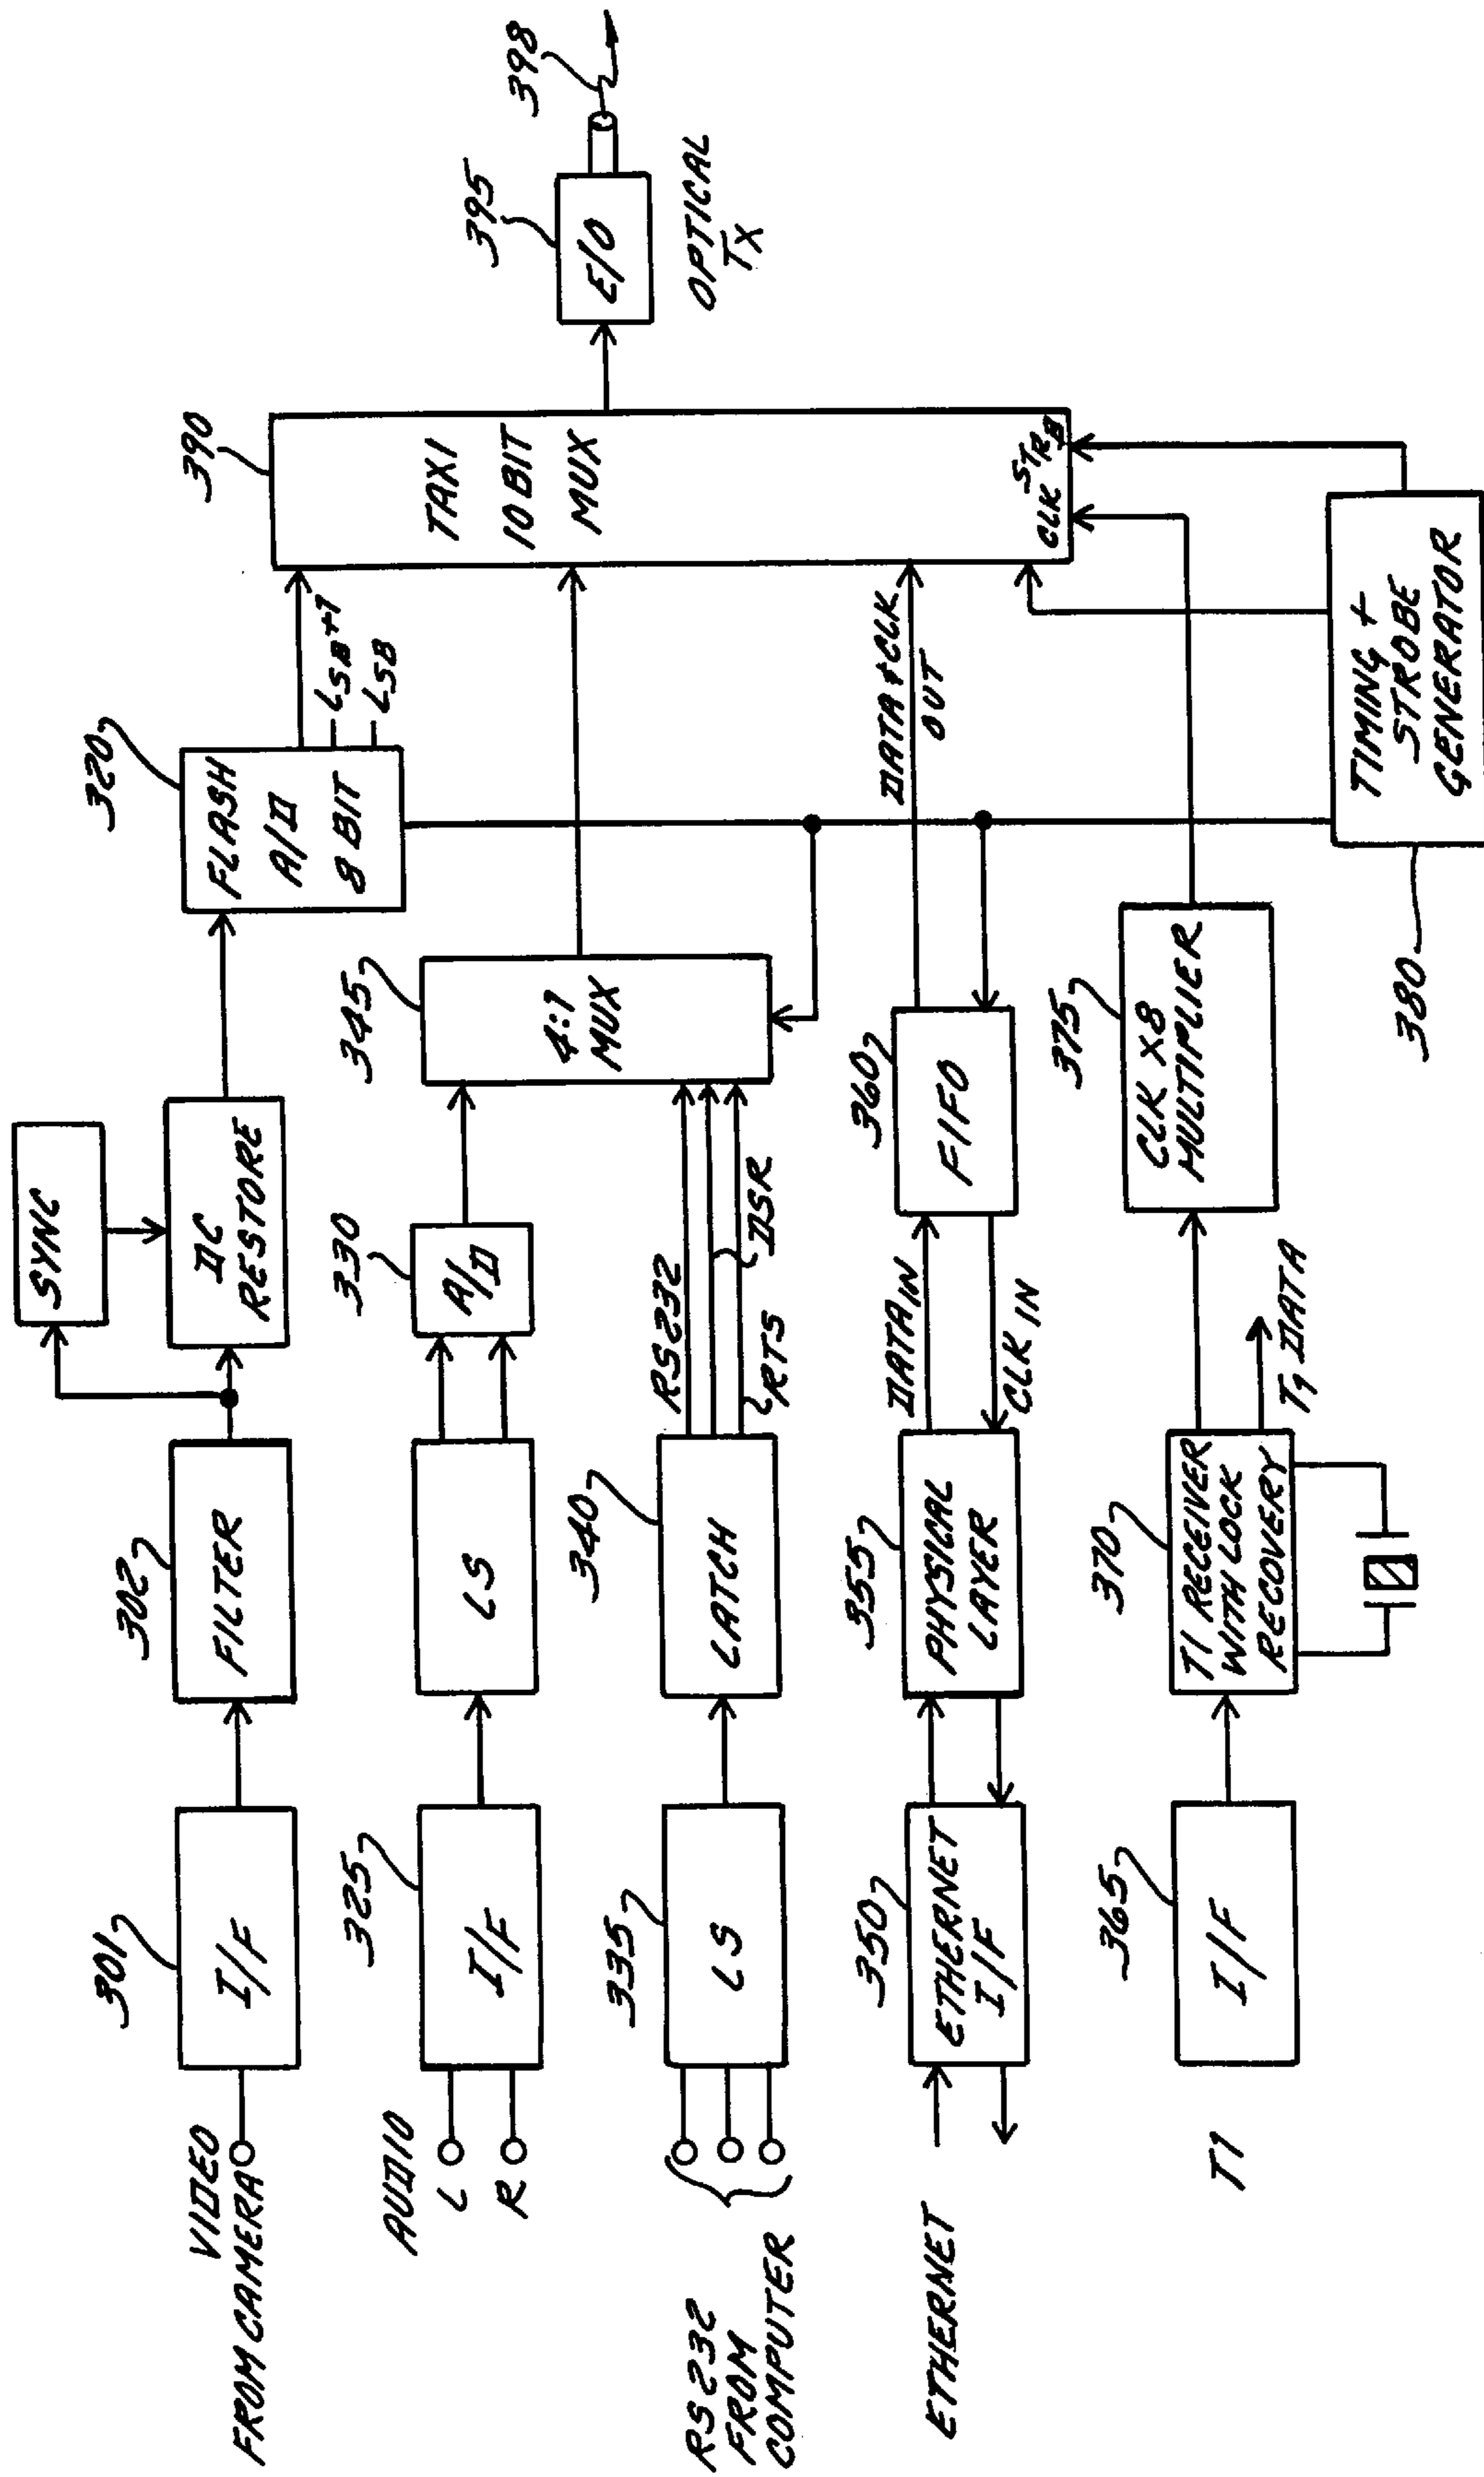 VIDEO
FROM CAMERA
301
I/F
302
FILTER
SYNC
DC
RESTORE
320
FLASH
A/D
8 BIT
LSB+1
LSB
AUDIO
L
R
325
I/F
LS
330
A/D
345
4:1
MUX
RS232
FROM
COMPUTER
335
LS
340
LATCH
RS232
DSR
RTS
ETHERNET
350
ETHERNET
I/F
355
PHYSICAL
LAYER
DATA IN
CLK IN
360
FIFO
DATA & CLK
OUT
T1
365
I/F
370
T1 RECEIVER
WITH LOCK
RECOVERY
T1 DATA
375
CLK X8
MULTIPLIER
380
TIMING +
STROBE
GENERATOR
390
TAXI
10 BIT
MUX
CLK STRB
395
E/O
OPTICAL
TX
398